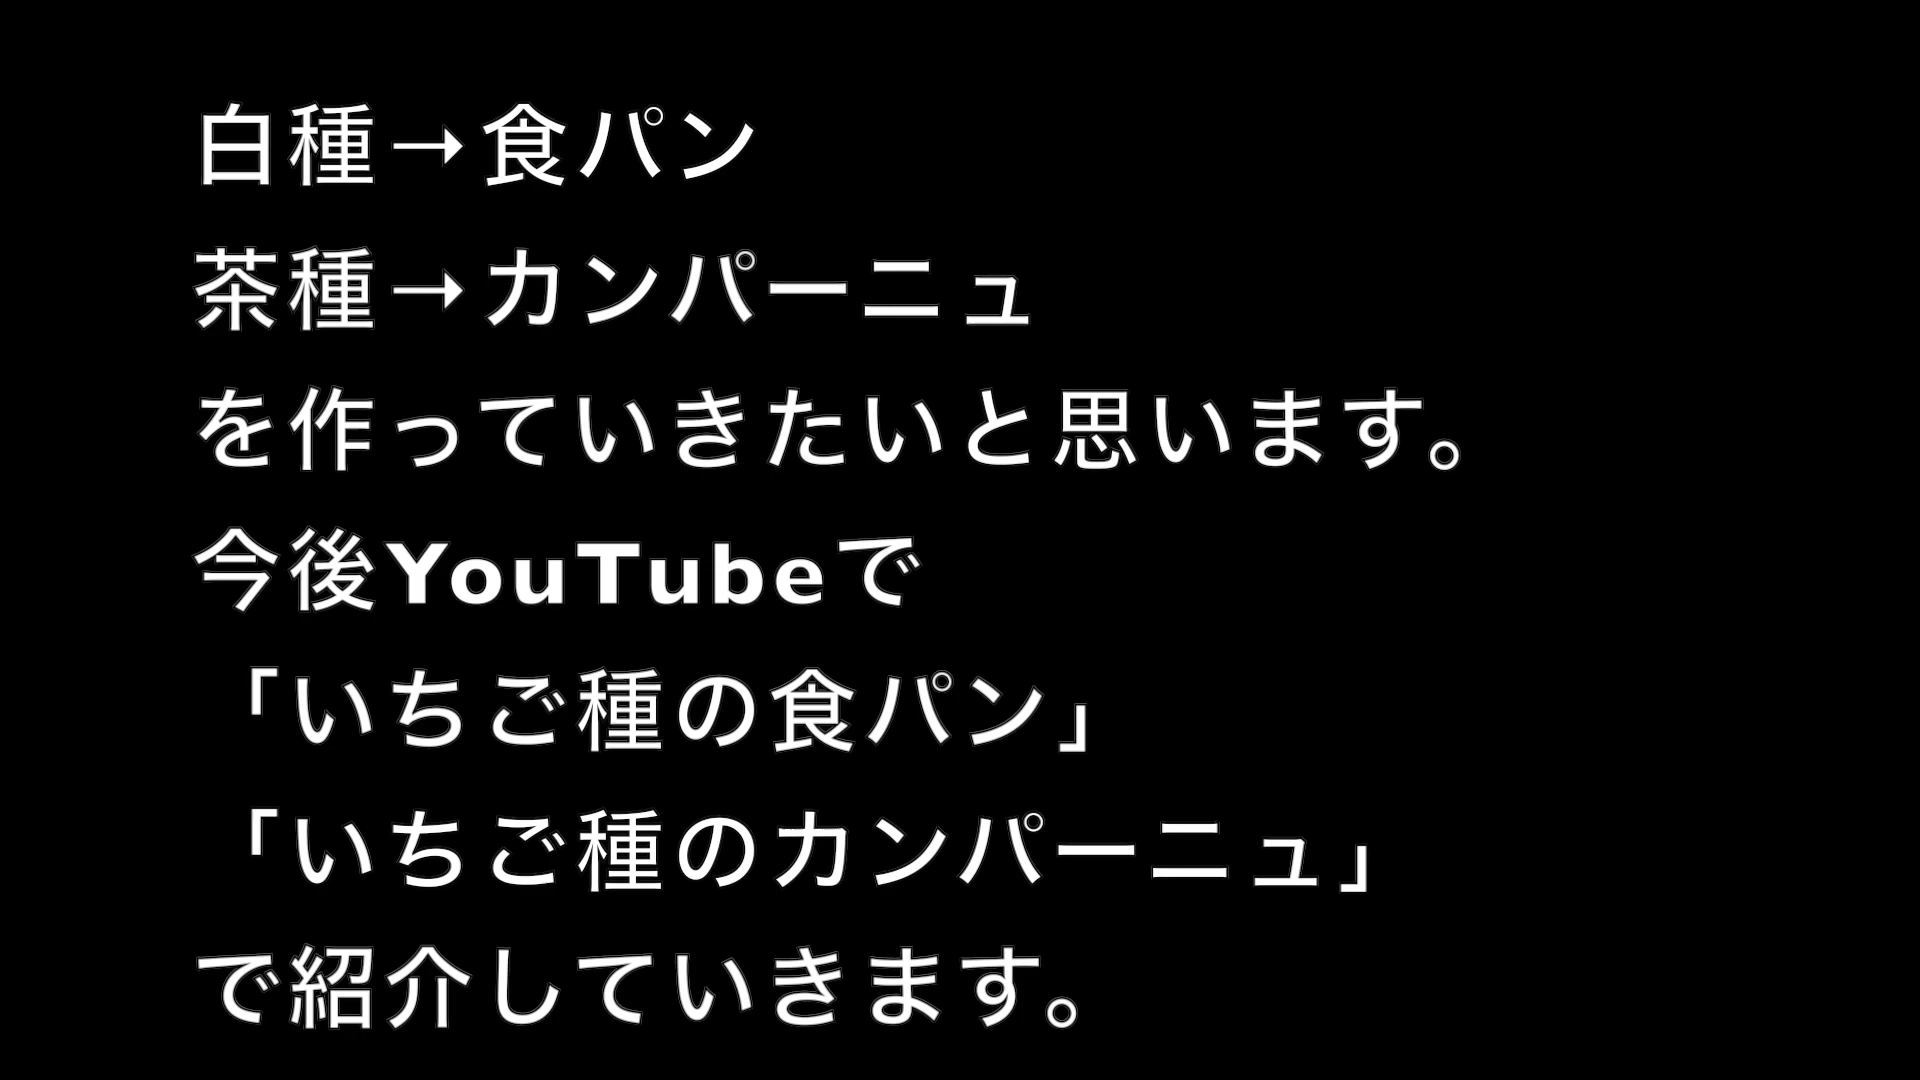 白種→食パン
茶種→カンパーニュ
を作っていきたいと思います。
今後YouTubeで
「いちご種の食パン」
「いちご種のカンパーニュ」
で紹介していきます。